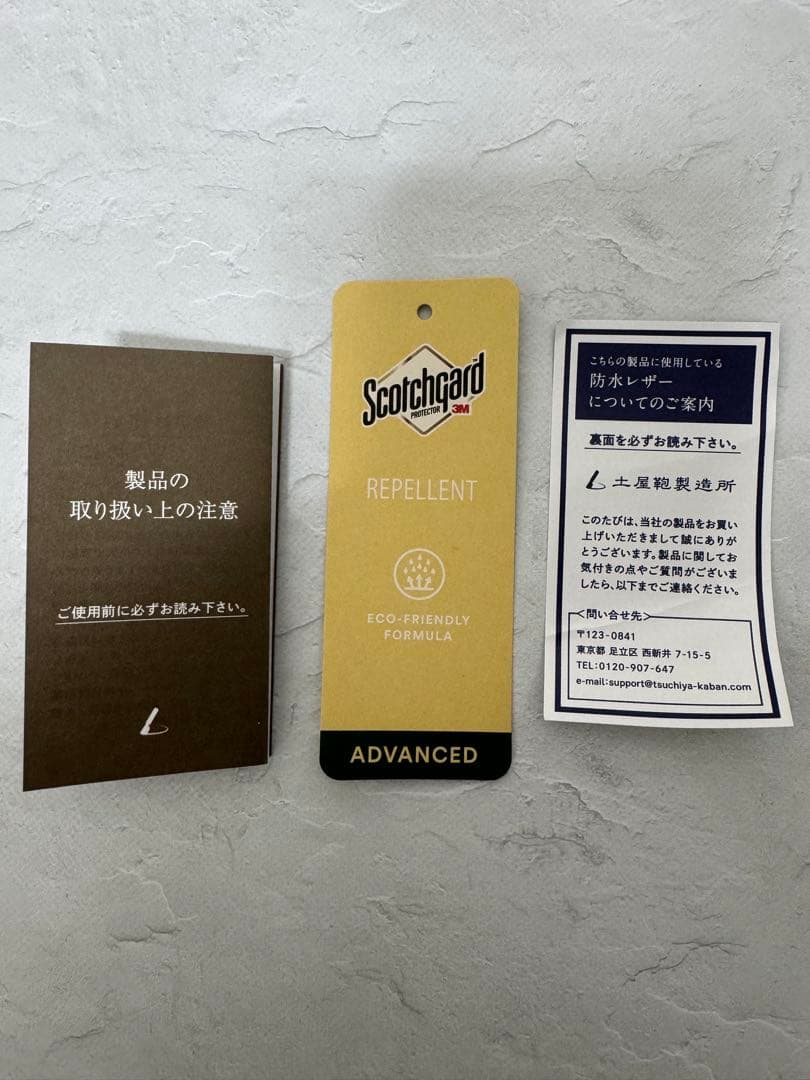 製品の
取り扱い上の注意
ご使用前に必ずお読み下さい。
Scotchgard
PROTECTOR 3M
REPELLENT
ECO-FRIENDLY
FORMULA
ADVANCED
こちらの製品に使用している
防水レザー
についてのご案内
裏面を必ずお読み下さい。
土屋鞄製造所
このたびは、当社の製品をお買い
上げいただきまして誠にありが
とうございます。製品に関してお
気付きの点やご質問がございま
したら、以下までご連絡ください。
<問い合せ先>
〒123-0841
東京都 足立区 西新井 7-15-5
TEL:0120-907-647
e-mail:support@tsuchiya-kaban.com